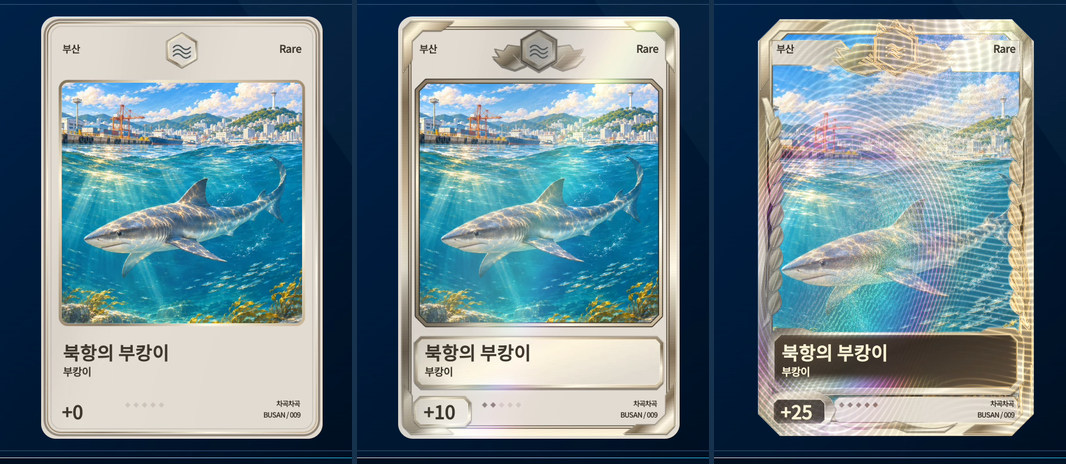 부산
Rare
북항의 부캉이
부캉이
+0
차곡차곡
BUSAN / 009
부산
Rare
북항의 부캉이
부캉이
+10
차곡차곡
BUSAN / 009
부산
Rare
북항의 부캉이
부캉이
+25
차곡차곡
BUSAN / 009